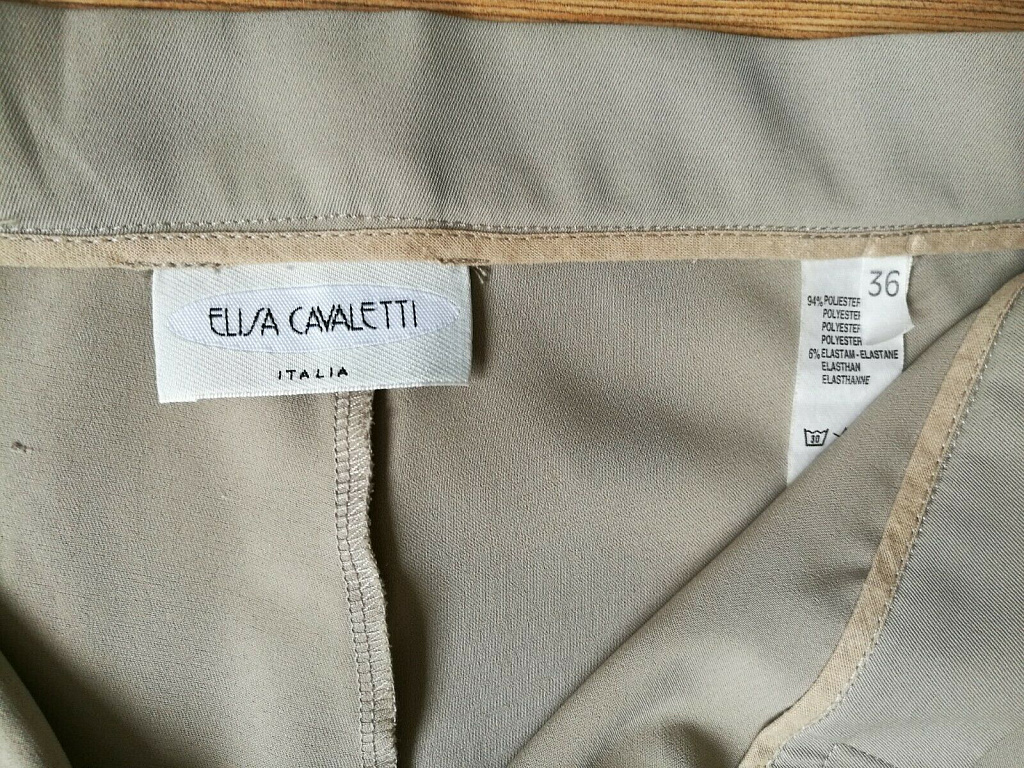 ELISA CAVALETTI
ITALIA
36
94% POLIESTER
POLYESTER
POLYESTER
POLYESTER
6% ELASTAM-ELASTANE
ELASTHAN
ELASTHANNE
30